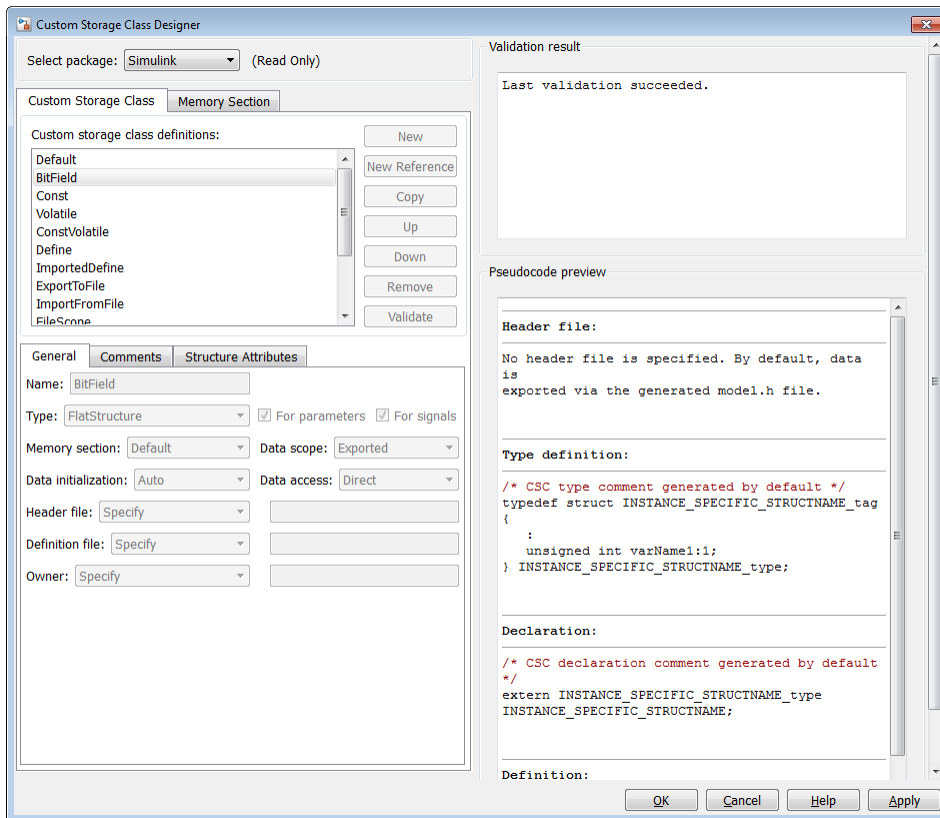 Custom Storage Class Designer
Select package: Simulink (Read Only)
Custom Storage Class Memory Section
Custom storage class definitions:
Default
BitField
Const
Volatile
ConstVolatile
Define
ImportedDefine
ExportToFile
ImportFromFile
FileScope
New
New Reference
Copy
Up
Down
Remove
Validate
General Comments Structure Attributes
Name: BitField
Type: FlatStructure For parameters For signals
Memory section: Default Data scope: Exported
Data initialization: Auto Data access: Direct
Header file: Specify
Definition file: Specify
Owner: Specify
Validation result
Last validation succeeded.
Pseudocode preview
Header file:
No header file is specified. By default, data
is
exported via the generated model.h file.
Type definition:
/* CSC type comment generated by default */
typedef struct INSTANCE_SPECIFIC_STRUCTNAME_tag
{
:
unsigned int varName1:1;
} INSTANCE_SPECIFIC_STRUCTNAME_type;
Declaration:
/* CSC declaration comment generated by default
*/
extern INSTANCE_SPECIFIC_STRUCTNAME_type
INSTANCE_SPECIFIC_STRUCTNAME;
Definition:
OK Cancel Help Apply